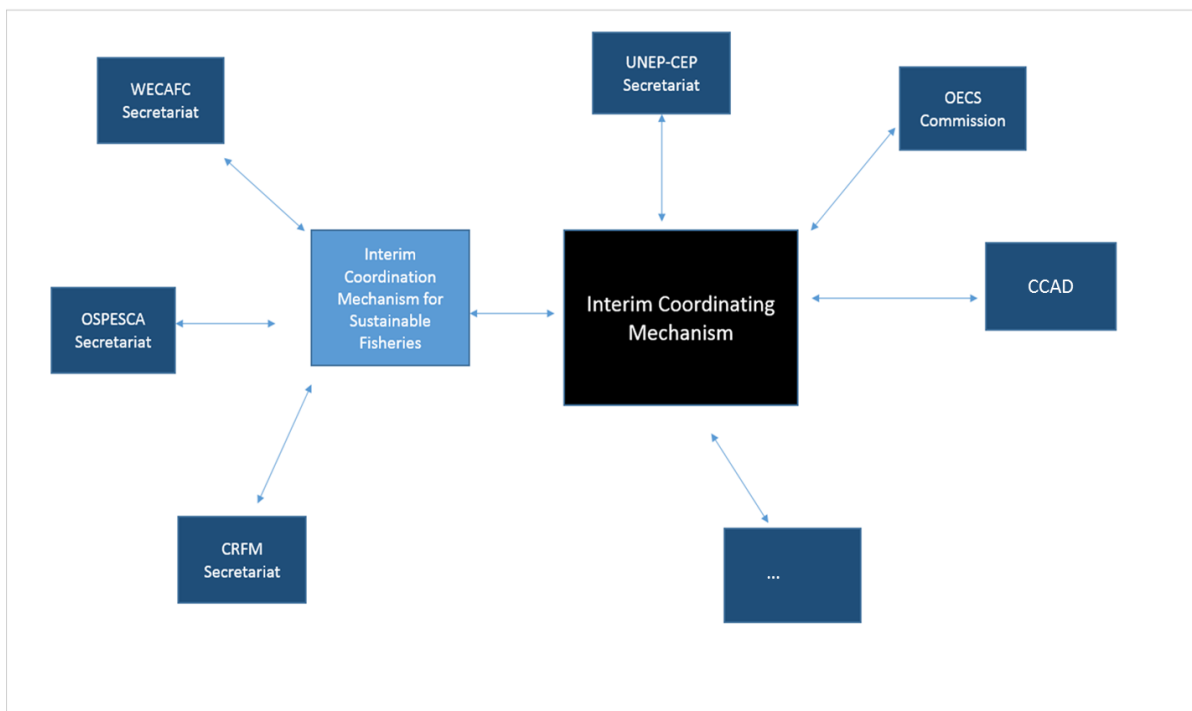 WECAFC
Secretariat
UNEP-CEP
Secretariat
OECS
Commission
Interim
Coordination
Mechanism for
Sustainable
Fisheries
Interim Coordinating
Mechanism
CCAD
OSPESCA
Secretariat
CRFM
Secretariat
...